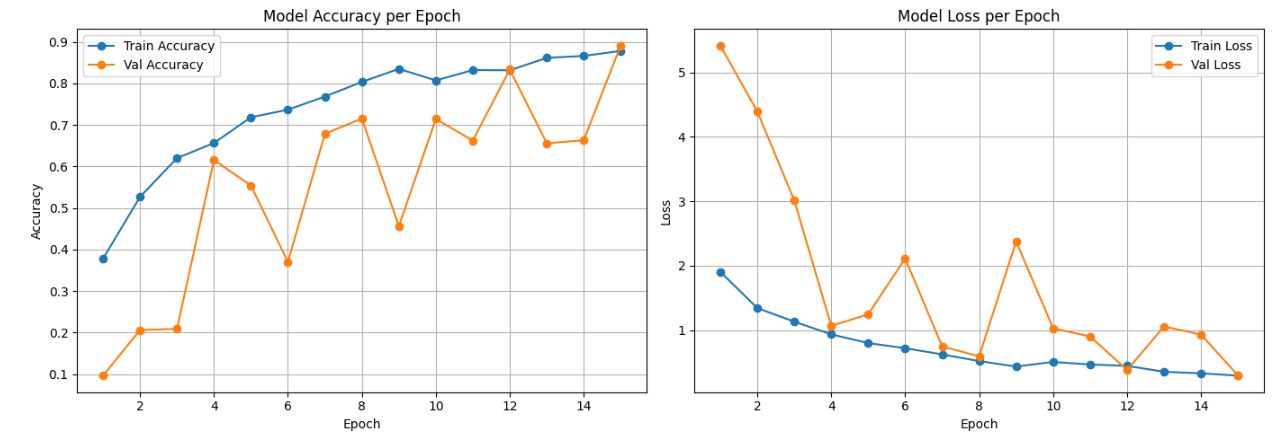 Model Accuracy per Epoch
Train Accuracy
Val Accuracy
Accuracy
0.9
0.8
0.7
0.6
0.5
0.4
0.3
0.2
0.1
2 4 6 8 10 12 14
Epoch
Model Loss per Epoch
Train Loss
Val Loss
Loss
5
4
3
2
1
2 4 6 8 10 12 14
Epoch